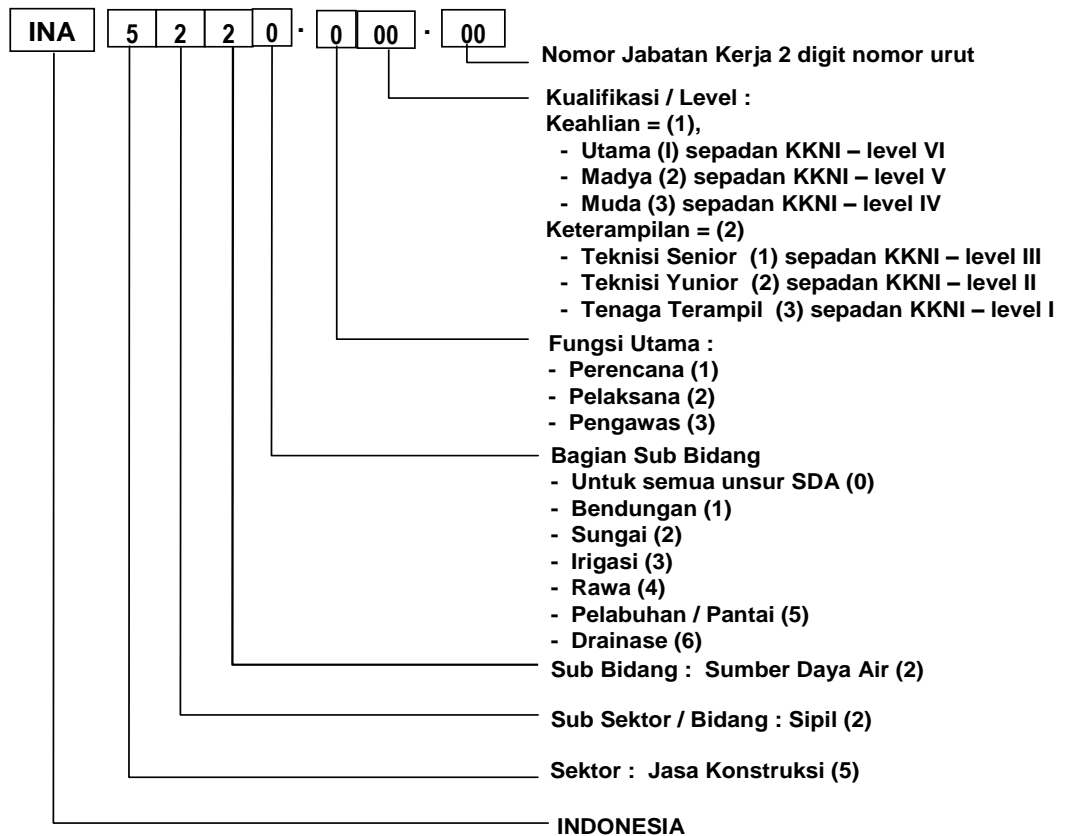 INA 5 2 2 0 . 0 00 . 00
Nomor Jabatan Kerja 2 digit nomor urut
Kualifikasi / Level :
Keahlian = (1),
- Utama (I) sepadan KKNI – level VI
- Madya (2) sepadan KKNI – level V
- Muda (3) sepadan KKNI – level IV
Keterampilan = (2)
- Teknisi Senior (1) sepadan KKNI – level III
- Teknisi Yunior (2) sepadan KKNI – level II
- Tenaga Terampil (3) sepadan KKNI – level I
Fungsi Utama :
- Perencana (1)
- Pelaksana (2)
- Pengawas (3)
Bagian Sub Bidang
- Untuk semua unsur SDA (0)
- Bendungan (1)
- Sungai (2)
- Irigasi (3)
- Rawa (4)
- Pelabuhan / Pantai (5)
- Drainase (6)
Sub Bidang : Sumber Daya Air (2)
Sub Sektor / Bidang : Sipil (2)
Sektor : Jasa Konstruksi (5)
INDONESIA